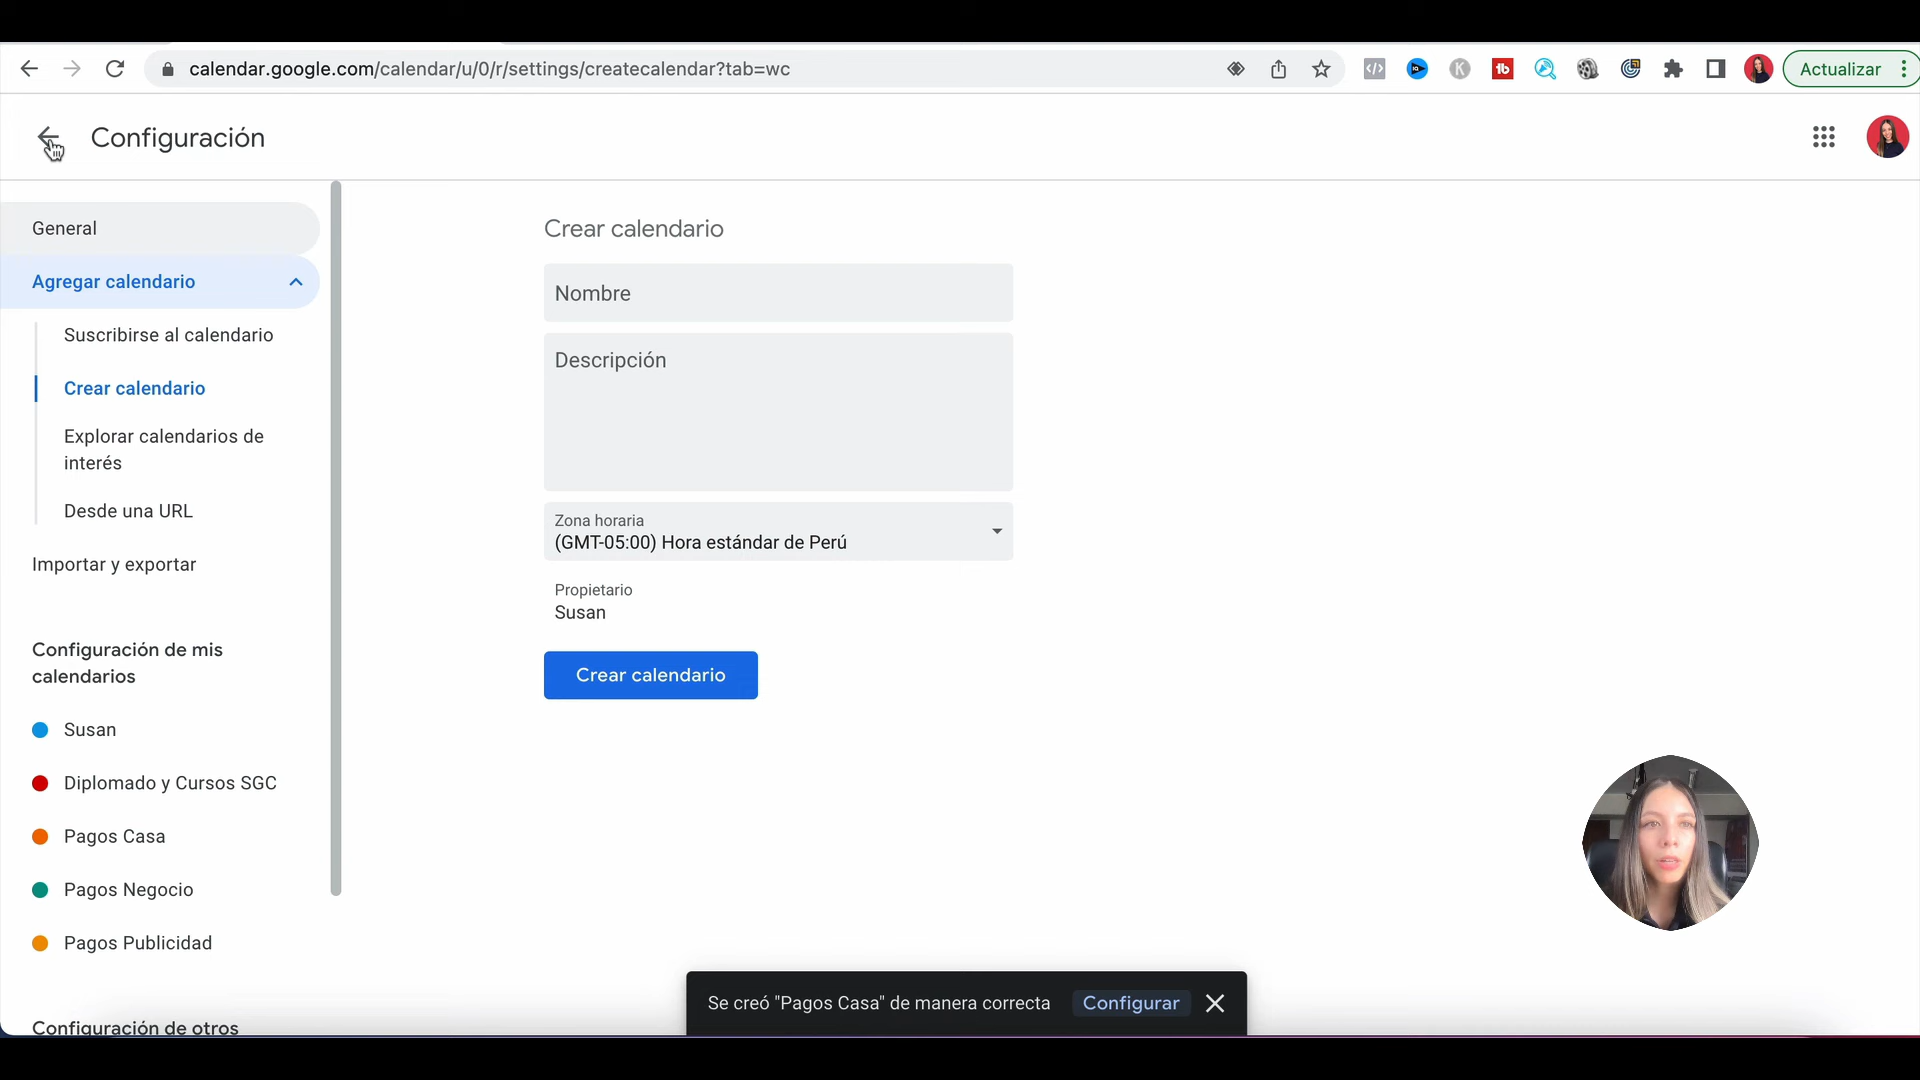 calendar.google.com/calendar/u/0/r/settings/createcalendar?tab=wc
Actualizar
Configuración
General
Agregar calendario
Suscribirse al calendario
Crear calendario
Explorar calendarios de
interés
Desde una URL
Importar y exportar
Configuración de mis
calendarios
Susan
Diplomado y Cursos SGC
Pagos Casa
Pagos Negocio
Pagos Publicidad
Configuración de otros
Crear calendario
Nombre
Descripción
Zona horaria
(GMT-05:00) Hora estándar de Perú
Propietario
Susan
Crear calendario
Se creó "Pagos Casa" de manera correcta
Configurar